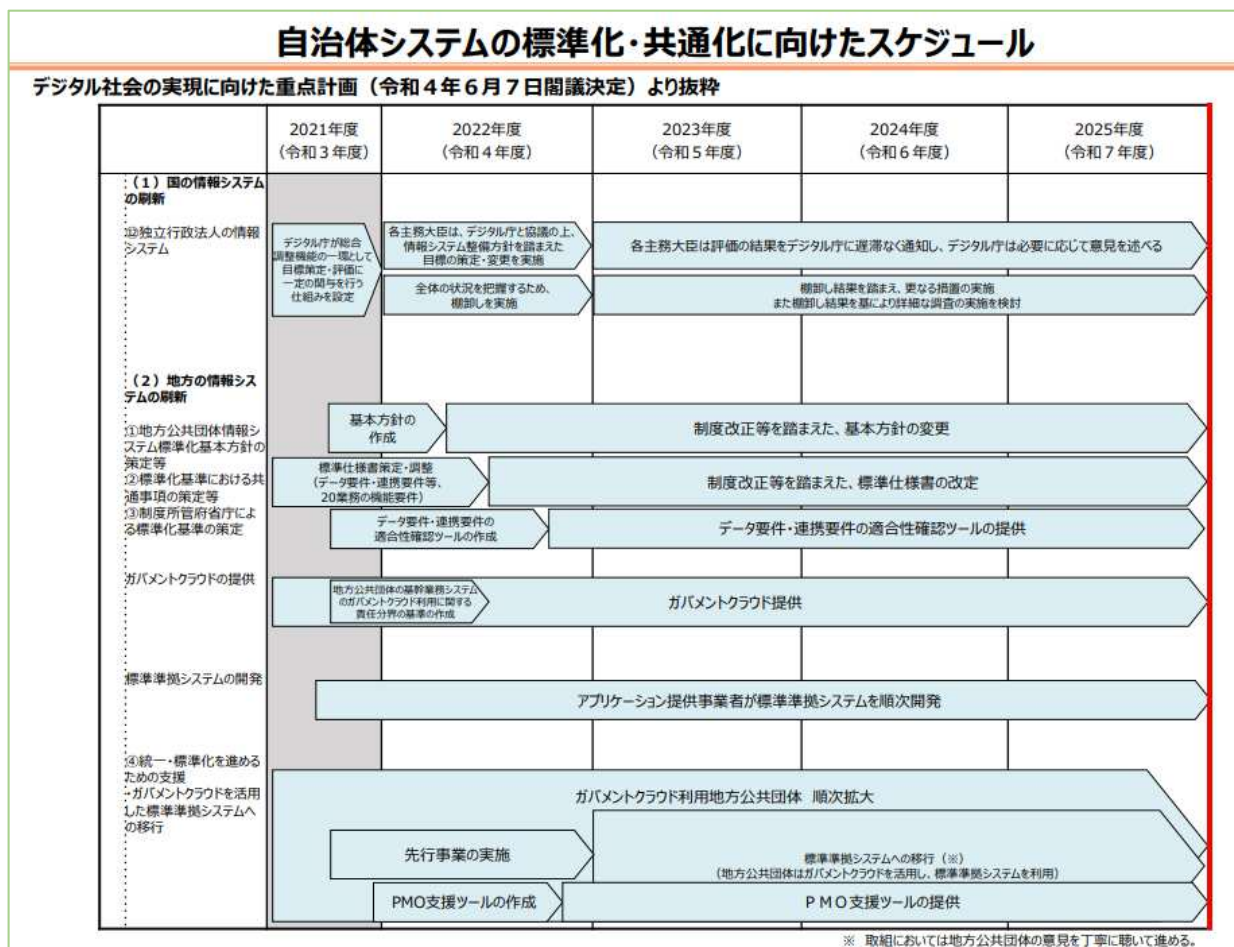 自治体システムの標準化・共通化に向けたスケジュール
デジタル社会の実現に向けた重点計画（令和４年６月７日閣議決定）より抜粋
2021年度
（令和３年度）
2022年度
（令和４年度）
2023年度
（令和５年度）
2024年度
（令和６年度）
2025年度
（令和７年度）
（１）国の情報システム
の刷新
⑫独立行政法人の情報
システム
デジタル庁が総合
調整機能の一環として
目標策定・評価に
一定の関与を行う
仕組みを設定
各主務大臣は、デジタル庁と協議の上、
情報システム整備方針を踏まえた
目標の策定・変更を実施
各主務大臣は評価の結果をデジタル庁に遅滞なく通知し、デジタル庁は必要に応じて意見を述べる
全体の状況を把握するため、
棚卸しを実施
棚卸し結果を踏まえ、更なる措置の実施
また棚卸し結果を基により詳細な調査の実施を検討
（２）地方の情報シス
テムの刷新
①地方公共団体情報シ
ステム標準化基本方針の
策定等
②標準化基準における共
通事項の策定等
③制度所管府省庁によ
る標準化基準の策定
基本方針の
作成
制度改正等を踏まえた、基本方針の変更
標準仕様書策定・調整
（データ要件・連携要件等、
20業務の機能要件）
制度改正等を踏まえた、標準仕様書の改定
データ要件・連携要件の
適合性確認ツールの作成
データ要件・連携要件の適合性確認ツールの提供
ガバメントクラウドの提供
地方公共団体の基幹業務システム
のガバメントクラウド利用に関する
責任分界の基準の作成
ガバメントクラウド提供
標準準拠システムの開発
アプリケーション提供事業者が標準準拠システムを順次開発
④統一・標準化を進める
ための支援
・ガバメントクラウドを活用
した標準準拠システムへ
の移行
ガバメントクラウド利用地方公共団体 順次拡大
先行事業の実施
標準準拠システムへの移行（※）
（地方公共団体はガバメントクラウドを活用し、標準準拠システムを利用）
PMO支援ツールの作成
ＰＭＯ支援ツールの提供
※ 取組においては地方公共団体の意見を丁寧に聴いて進める。